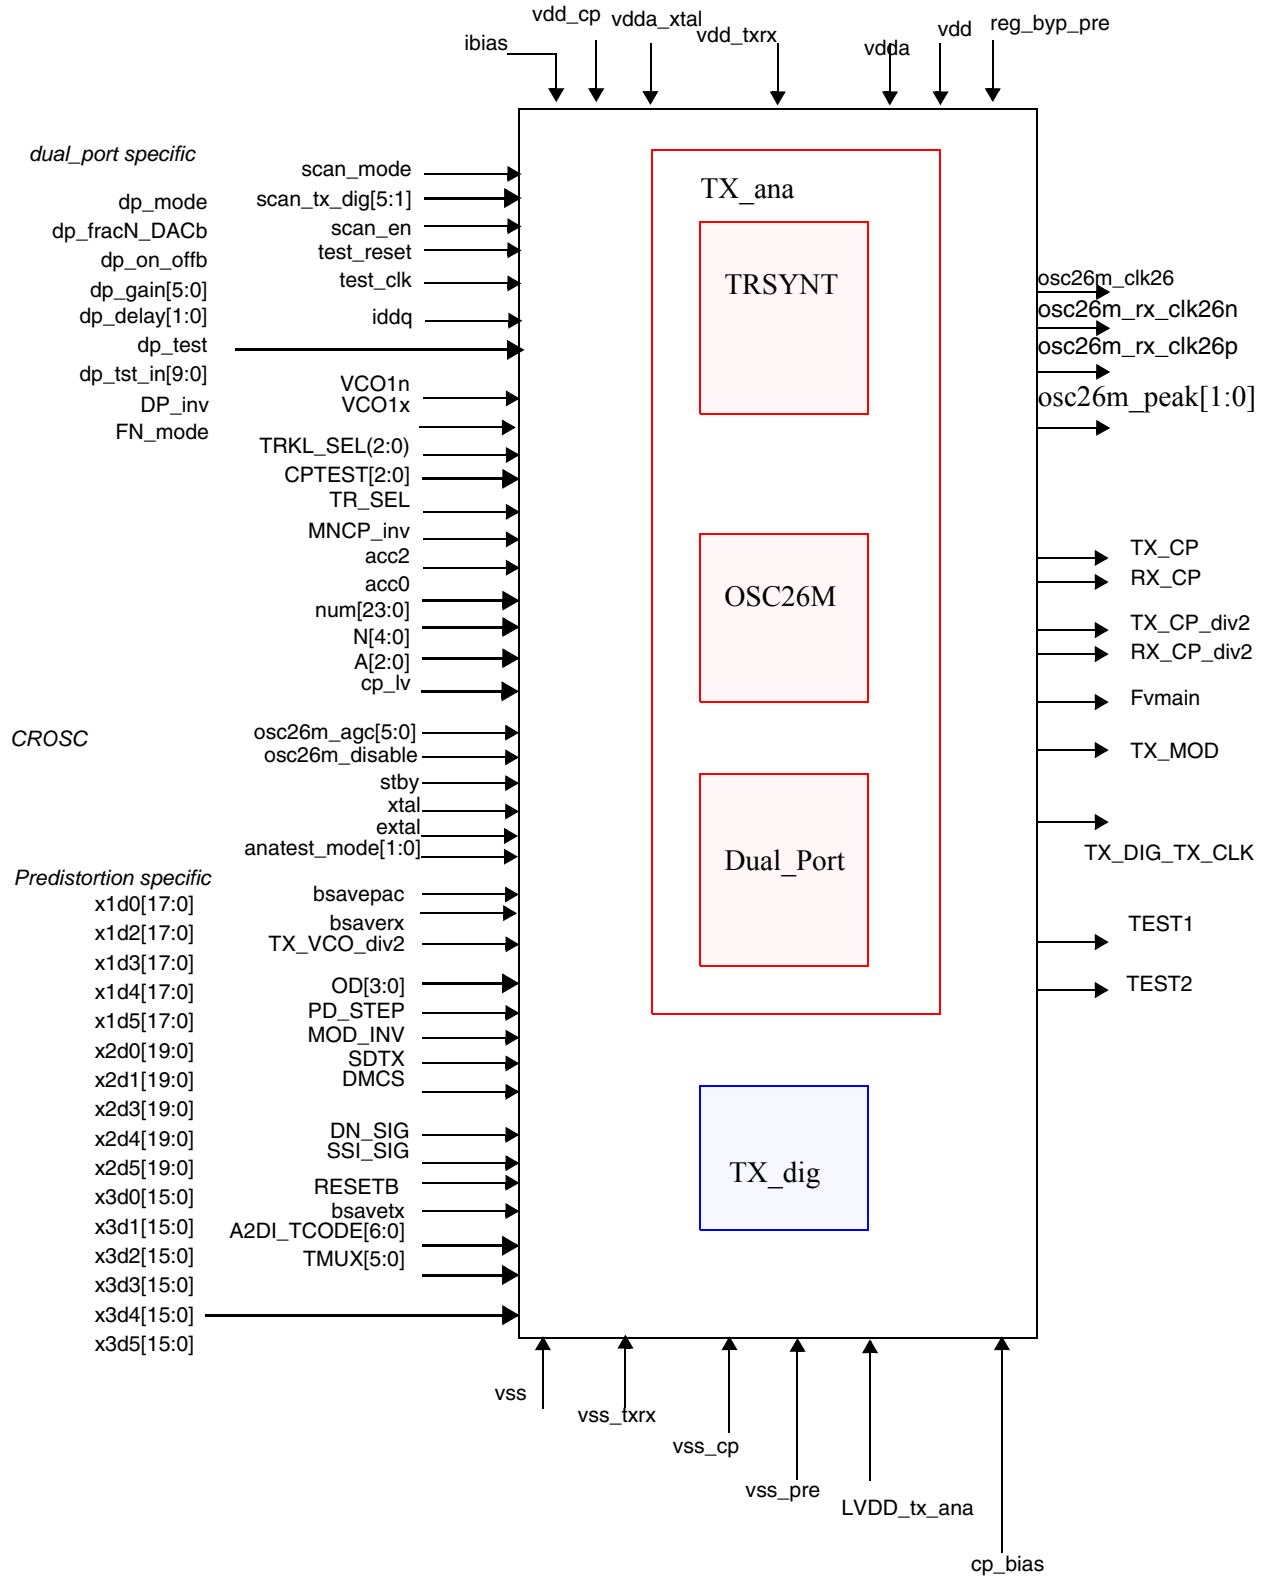 vdd_cp
vdda_xtal
vdd_txrx
ibias
vdda
vdd
reg_byp_pre
dual_port specific
dp_mode
dp_fracN_DACb
dp_on_offb
dp_gain[5:0]
dp_delay[1:0]
dp_test
dp_tst_in[9:0]
DP_inv
FN_mode
scan_mode
scan_tx_dig[5:1]
scan_en
test_reset
test_clk
iddq
VCO1n
VCO1x
TRKL_SEL(2:0)
CPTEST[2:0]
TR_SEL
MNCP_inv
acc2
acc0
num[23:0]
N[4:0]
A[2:0]
cp_lv
CROSC
osc26m_agc[5:0]
osc26m_disable
stby
xtal
extal
anatest_mode[1:0]
Predistortion specific
x1d0[17:0]
x1d2[17:0]
x1d3[17:0]
x1d4[17:0]
x1d5[17:0]
x2d0[19:0]
x2d1[19:0]
x2d3[19:0]
x2d4[19:0]
x2d5[19:0]
x3d0[15:0]
x3d1[15:0]
x3d2[15:0]
x3d3[15:0]
x3d4[15:0]
x3d5[15:0]
bsavepac
bsaverx
TX_VCO_div2
OD[3:0]
PD_STEP
MOD_INV
SDTX
DMCS
DN_SIG
SSI_SIG
RESETB
bsavetx
A2DI_TCODE[6:0]
TMUX[5:0]
TX_ana
TRSYNT
OSC26M
Dual_Port
TX_dig
osc26m_clk26
osc26m_rx_clk26n
osc26m_rx_clk26p
osc26m_peak[1:0]
TX_CP
RX_CP
TX_CP_div2
RX_CP_div2
Fvmain
TX_MOD
TX_DIG_TX_CLK
TEST1
TEST2
vss
vss_txrx
vss_cp
vss_pre
LVDD_tx_ana
cp_bias